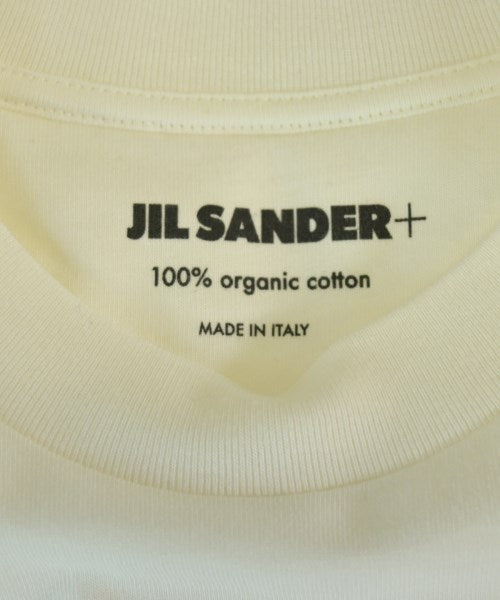 JIL SANDER+
100% organic cotton
MADE IN ITALY